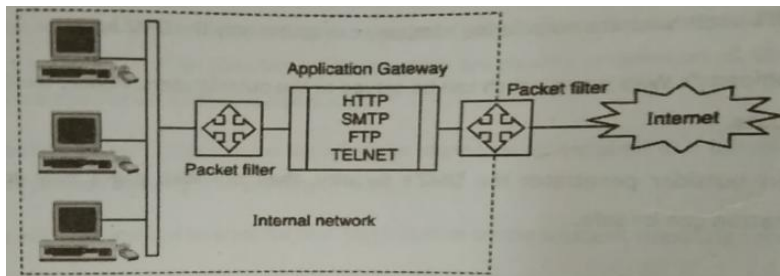 Application Gateway
HTTP
SMTP
FTP
TELNET
Packet filter
Packet filter
Internet
Internal network